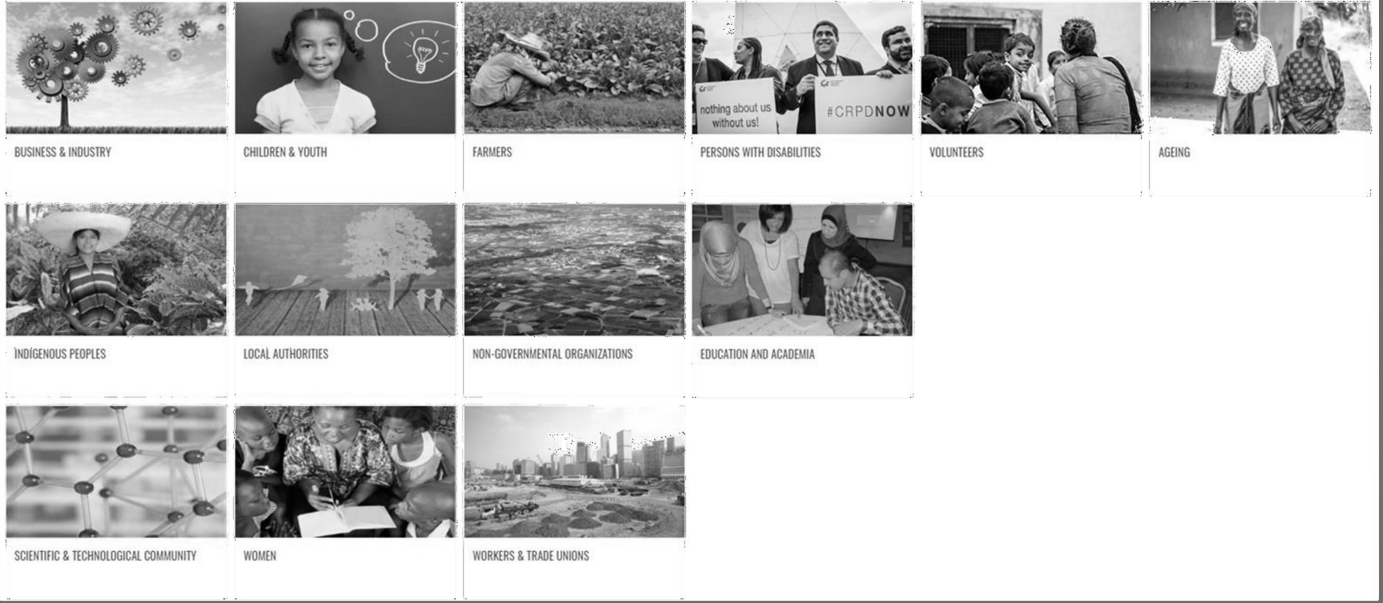 nothing about us
without us!
#CRPDNOW
BUSINESS & INDUSTRY
CHILDREN & YOUTH
FARMERS
PERSONS WITH DISABILITIES
VOLUNTEERS
AGEING
INDIGENOUS PEOPLES
LOCAL AUTHORITIES
NON-GOVERNMENTAL ORGANIZATIONS
EDUCATION AND ACADEMIA
SCIENTIFIC & TECHNOLOGICAL COMMUNITY
WOMEN
WORKERS & TRADE UNIONS